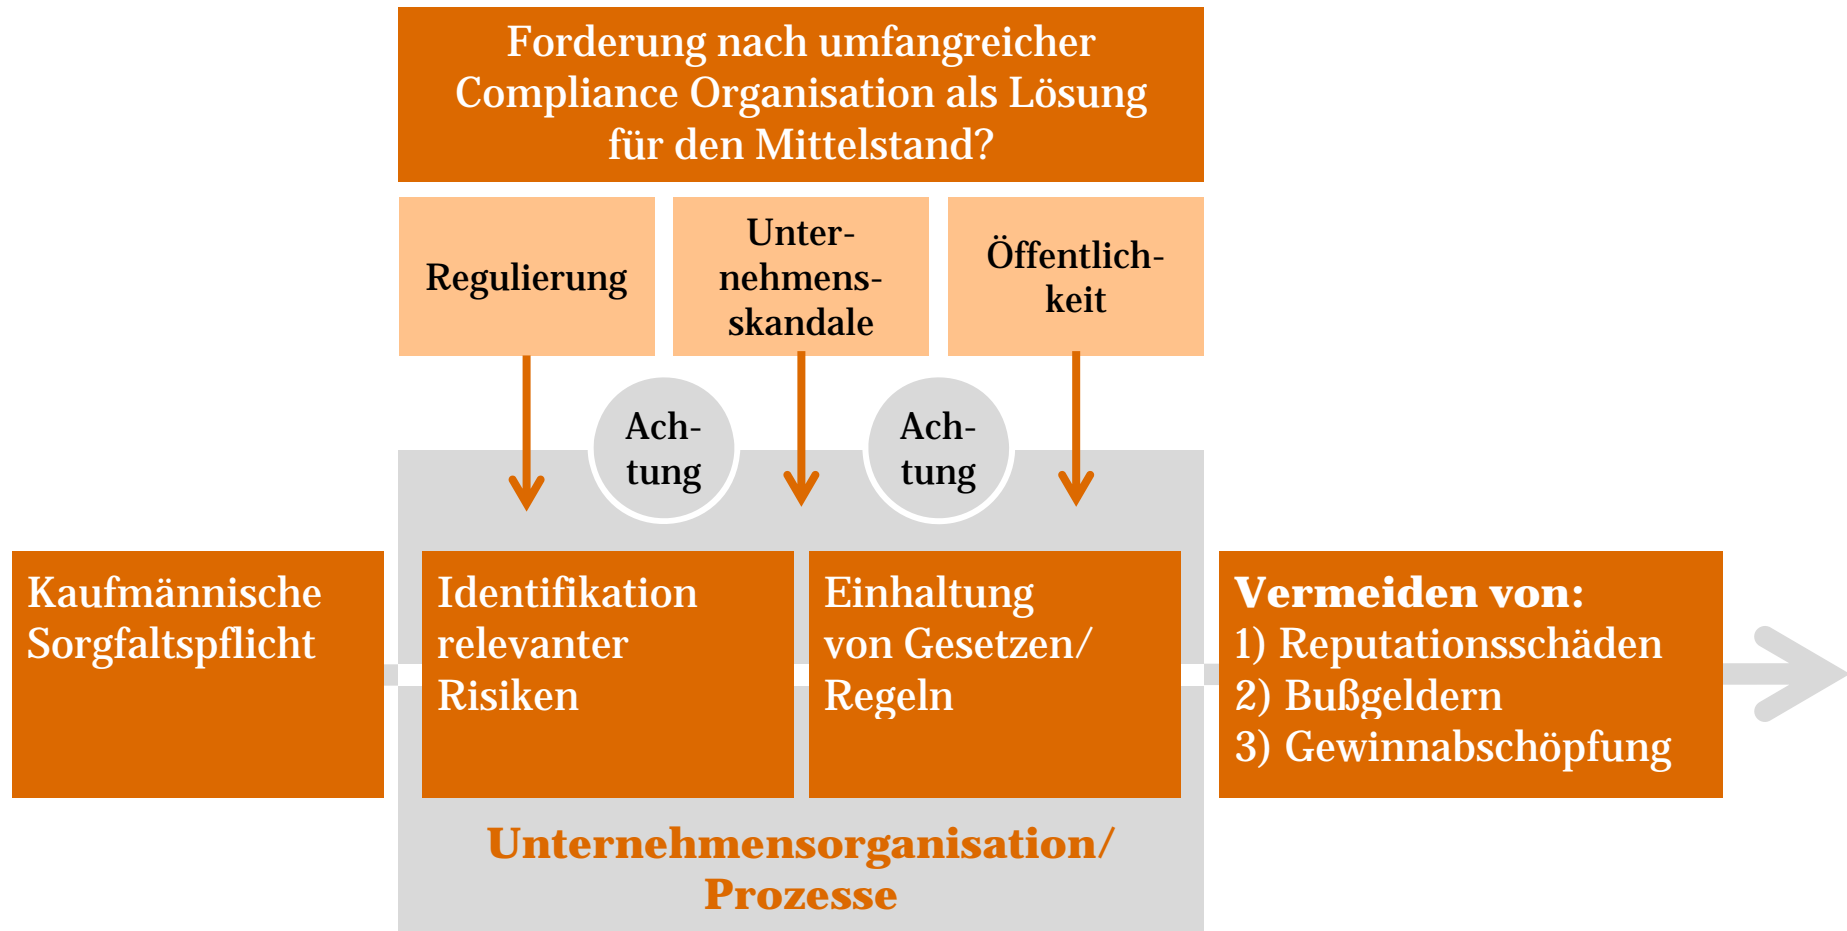 Forderung nach umfangreicher
Compliance Organisation als Lösung
für den Mittelstand?
Regulierung
Unter-
nehmens-
skandale
Öffentlich-
keit
Ach-
tung
Ach-
tung
Kaufmännische
Sorgfaltspflicht
Identifikation
relevanter
Risiken
Einhaltung
von Gesetzen/
Regeln
Vermeiden von:
1) Reputationsschäden
2) Bußgeldern
3) Gewinnabschöpfung
Unternehmensorganisation/
Prozesse